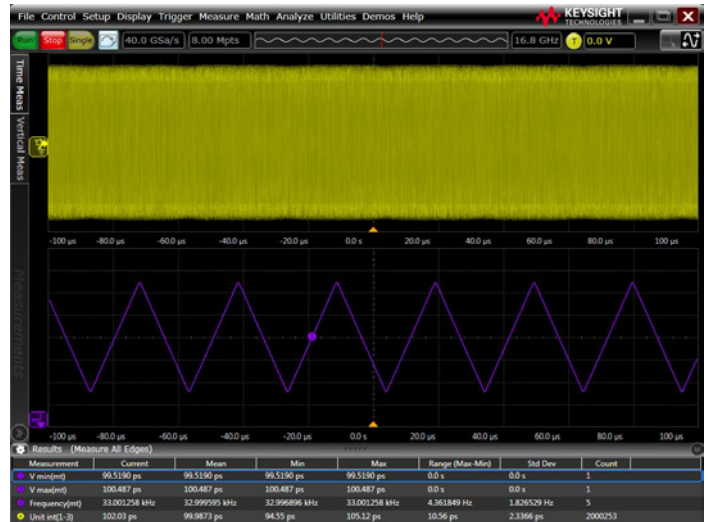 File Control Setup Display Trigger Measure Math Analyze Utilities Demos Help KEYSIGHT TECHNOLOGIES
Run Stop Single 40.0 GSa/s 8.00 Mpts 16.8 GHz T 0.0 V
Time Meas
Vertical Meas
Measurements
-100 µs -80.0 µs -60.0 µs -40.0 µs -20.0 µs 0.0 s 20.0 µs 40.0 µs 60.0 µs 80.0 µs 100 µs
-100 µs -80.0 µs -60.0 µs -40.0 µs -20.0 µs 0.0 s 20.0 µs 40.0 µs 60.0 µs 80.0 µs 100 µs
Results (Measure All Edges)
Measurement Current Mean Min Max Range (Max-Min) Std Dev Count
V min(mt) 99.5190 ps 99.5190 ps 99.5190 ps 99.5190 ps 0.0 s 0.0 s 1
V max(mt) 100.487 ps 100.487 ps 100.487 ps 100.487 ps 0.0 s 0.0 s 1
Frequency(mt) 33.001258 kHz 32.999595 kHz 32.996896 kHz 33.001258 kHz 4.361849 Hz 1.826529 Hz 5
Unit int(1-3) 102.03 ps 99.9873 ps 94.55 ps 105.12 ps 10.56 ps 2.3366 ps 2000253